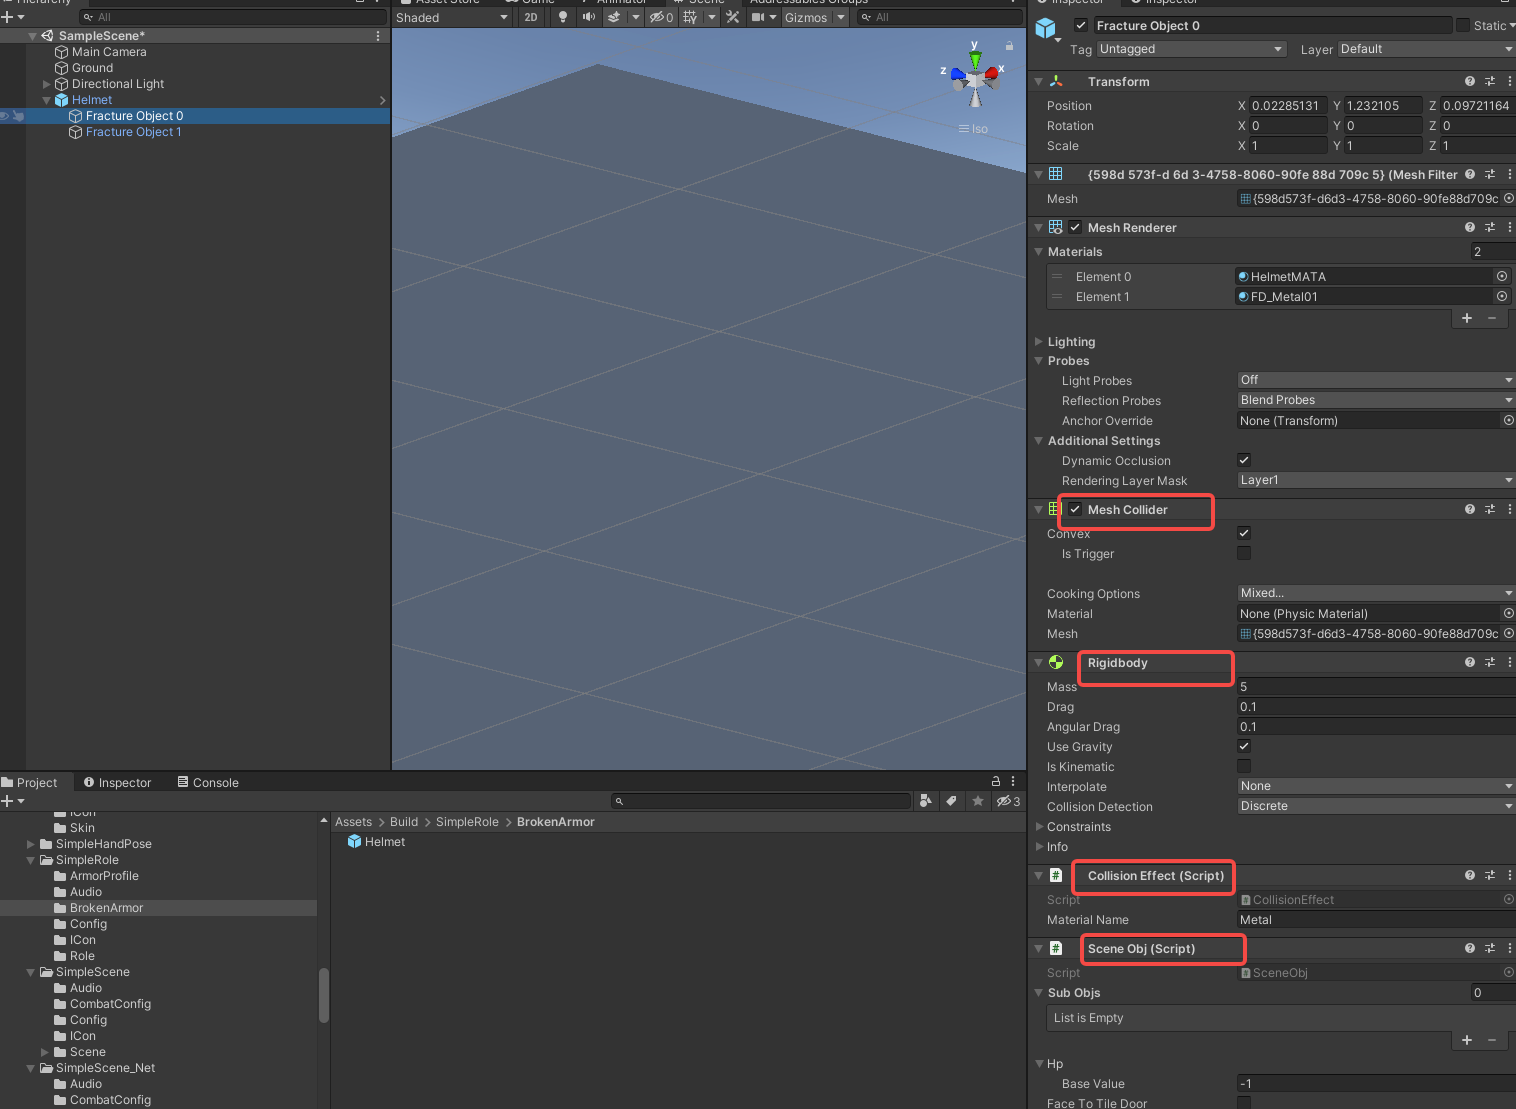 Hierarchy
Asset Store
Game
Animator
Scene
Addressables Groups
Inspector
Inspector
All
Shaded
2D
0
Gizmos
All
SampleScene*
Main Camera
Ground
Directional Light
Helmet
Fracture Object 0
Fracture Object 1
y
z
x
Iso
Fracture Object 0
Static
Tag Untagged
Layer Default
Transform
Position X 0.02285131 Y 1.232105 Z 0.09721164
Rotation X 0 Y 0 Z 0
Scale X 1 Y 1 Z 1
{598d 573f-d 6d 3-4758-8060-90fe 88d 709c 5} (Mesh Filter
Mesh {598d573f-d6d3-4758-8060-90fe88d709c
Mesh Renderer
Materials 2
Element 0 HelmetMATA
Element 1 FD_Metal01
Lighting
Probes
Light Probes Off
Reflection Probes Blend Probes
Anchor Override None (Transform)
Additional Settings
Dynamic Occlusion
Rendering Layer Mask Layer1
Mesh Collider
Convex
Is Trigger
Cooking Options Mixed...
Material None (Physic Material)
Mesh {598d573f-d6d3-4758-8060-90fe88d709c
Rigidbody
Mass 5
Drag 0.1
Angular Drag 0.1
Use Gravity
Is Kinematic
Interpolate None
Collision Detection Discrete
Constraints
Info
# Collision Effect (Script)
Script CollisionEffect
Material Name Metal
# Scene Obj (Script)
Script SceneObj
Sub Objs 0
List is Empty
Hp
Base Value -1
Face To Tile Door
Project
Inspector
Console
3
ICon
Skin
SimpleHandPose
SimpleRole
ArmorProfile
Audio
BrokenArmor
Config
ICon
Role
SimpleScene
Audio
CombatConfig
Config
ICon
Scene
SimpleScene_Net
Audio
CombatConfig
Assets > Build > SimpleRole > BrokenArmor
Helmet